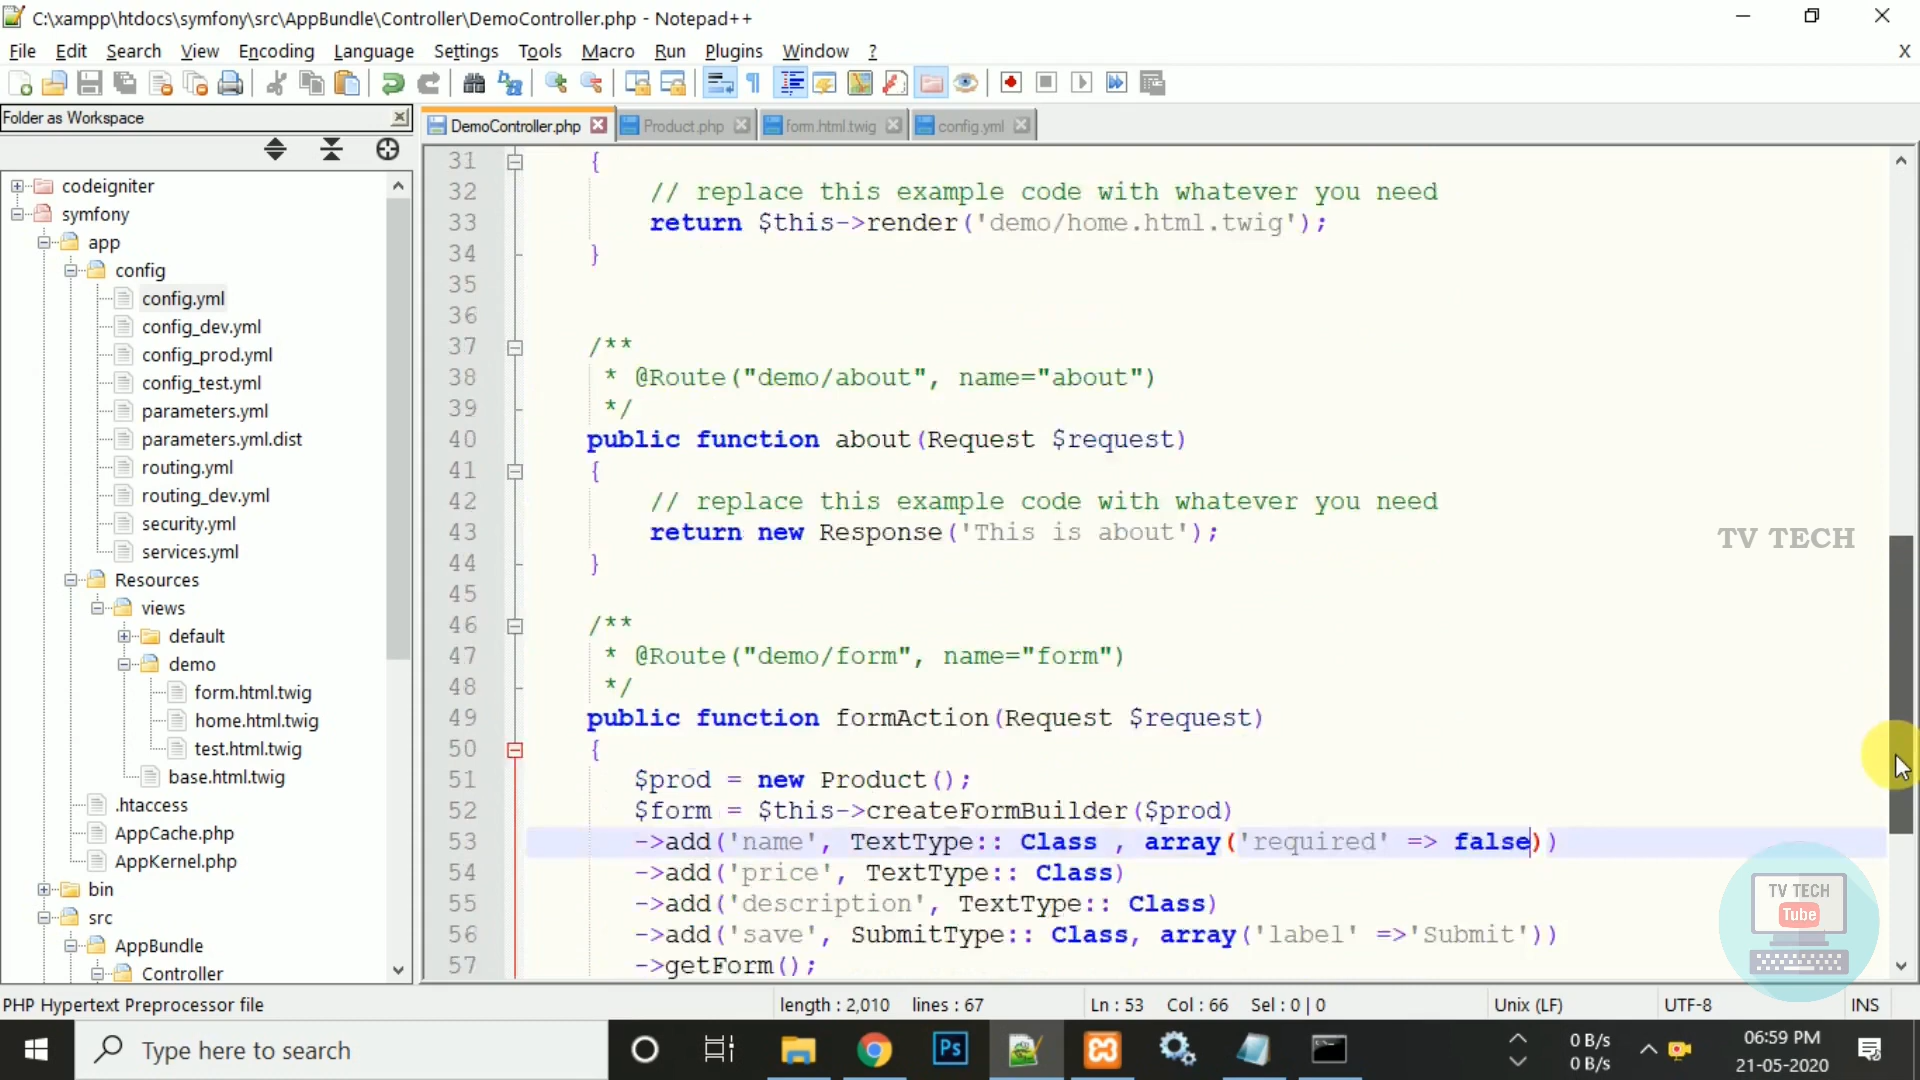 C:\xampp\htdocs\symfony\src\AppBundle\Controller\DemoController.php - Notepad++
File Edit Search View Encoding Language Settings Tools Macro Run Plugins Window ? X
Folder as Workspace
DemoController.php Product.php form.html.twig config.yml
codeigniter
symfony
app
config
config.yml
config_dev.yml
config_prod.yml
config_test.yml
parameters.yml
parameters.yml.dist
routing.yml
routing_dev.yml
security.yml
services.yml
Resources
views
default
demo
form.html.twig
home.html.twig
test.html.twig
base.html.twig
.htaccess
AppCache.php
AppKernel.php
bin
src
AppBundle
Controller
31 {
32 // replace this example code with whatever you need
33 return $this->render('demo/home.html.twig');
34 }
35
36
37 /**
38 * @Route("demo/about", name="about")
39 */
40 public function about(Request $request)
41 {
42 // replace this example code with whatever you need
43 return new Response('This is about');
44 }
45
46 /**
47 * @Route("demo/form", name="form")
48 */
49 public function formAction(Request $request)
50 {
51 $prod = new Product();
52 $form = $this->createFormBuilder($prod)
53 ->add('name', TextType:: Class , array('required' => false))
54 ->add('price', TextType:: Class)
55 ->add('description', TextType:: Class)
56 ->add('save', SubmitType:: Class, array('label' =>'Submit'))
57 ->getForm();
TV TECH
TV TECH
Tube
PHP Hypertext Preprocessor file length : 2,010 lines : 67 Ln : 53 Col : 66 Sel : 0 | 0 Unix (LF) UTF-8 INS
Type here to search
Ps
0 B/s
0 B/s
06:59 PM
21-05-2020